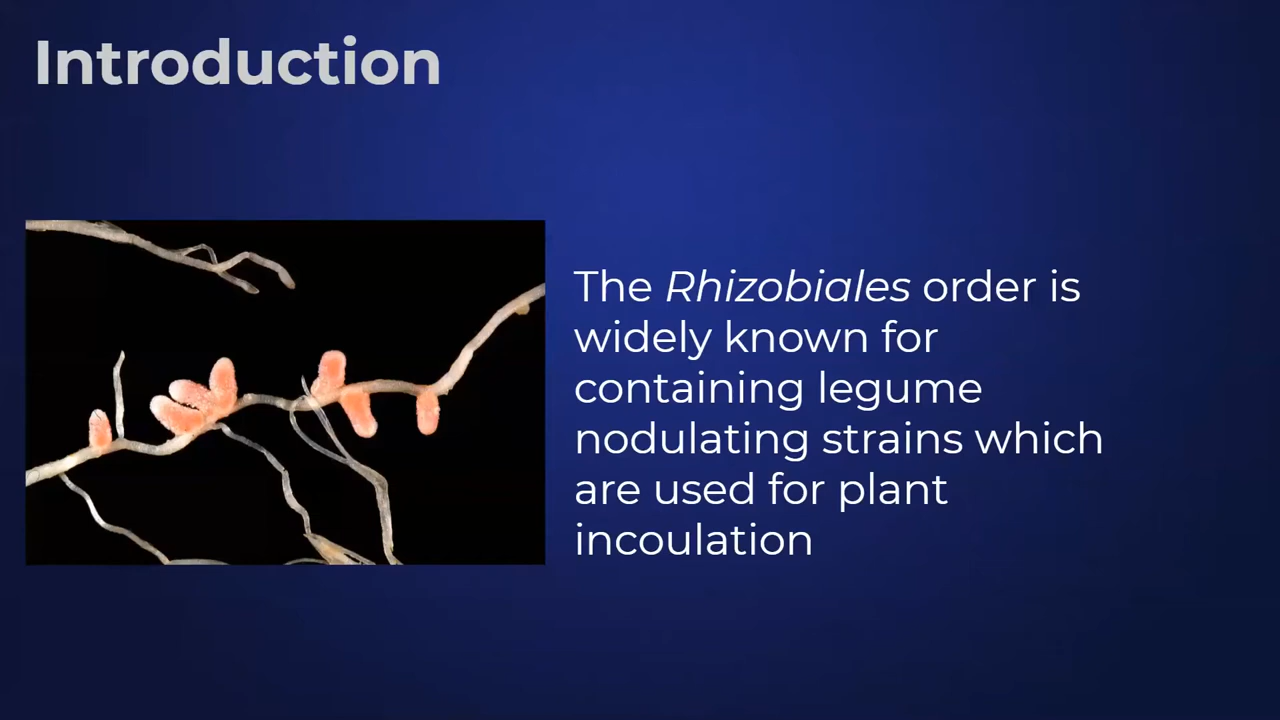 Introduction
The Rhizobiales order is
widely known for
containing legume
nodulating strains which
are used for plant
incoulation